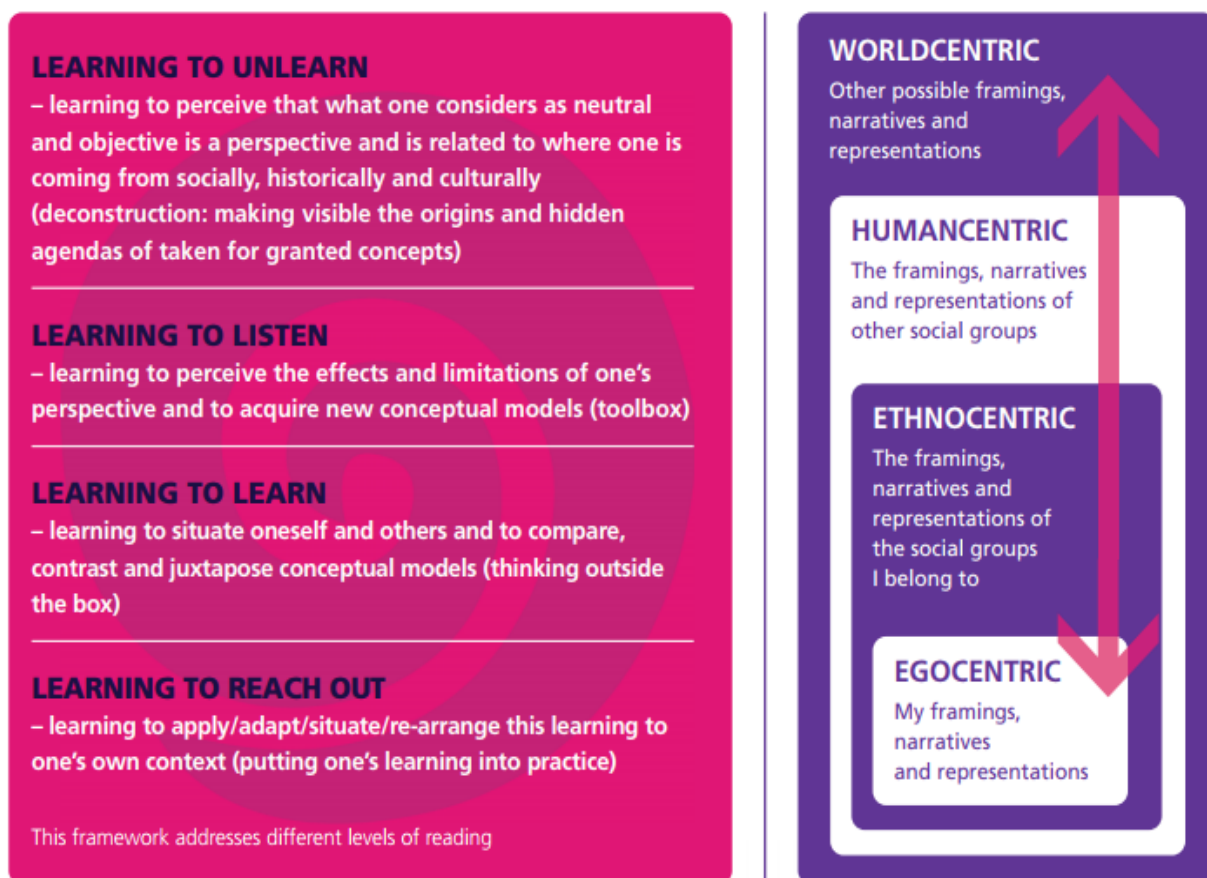 LEARNING TO UNLEARN
– learning to perceive that what one considers as neutral
and objective is a perspective and is related to where one is
coming from socially, historically and culturally
(deconstruction: making visible the origins and hidden
agendas of taken for granted concepts)
LEARNING TO LISTEN
– learning to perceive the effects and limitations of one's
perspective and to acquire new conceptual models (toolbox)
LEARNING TO LEARN
– learning to situate oneself and others and to compare,
contrast and juxtapose conceptual models (thinking outside
the box)
LEARNING TO REACH OUT
– learning to apply/adapt/situate/re-arrange this learning to
one's own context (putting one's learning into practice)
This framework addresses different levels of reading
WORLDCENTRIC
Other possible framings,
narratives and
representations
HUMANCENTRIC
The framings, narratives
and representations of
other social groups
ETHNOCENTRIC
The framings,
narratives and
representations of
the social groups
I belong to
EGOCENTRIC
My framings,
narratives
and representations